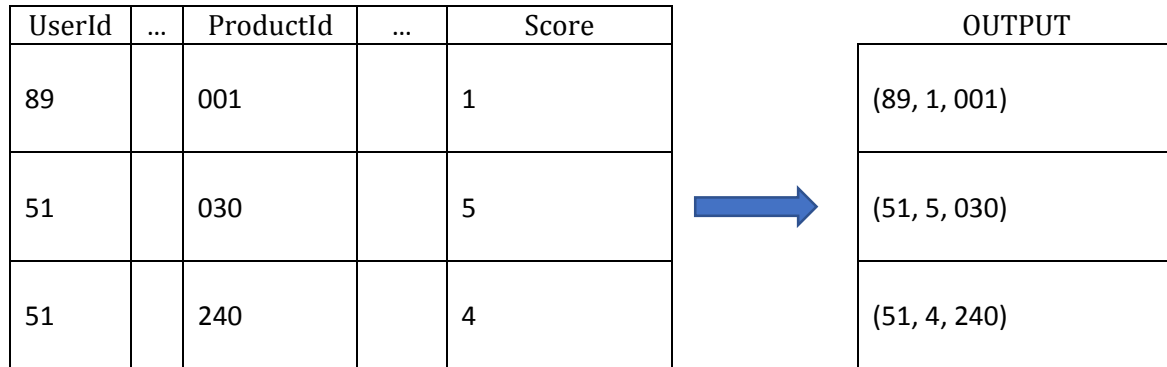 UserId ... ProductId ... Score OUTPUT
89 001 1 (89, 1, 001)
51 030 5 (51, 5, 030)
51 240 4 (51, 4, 240)